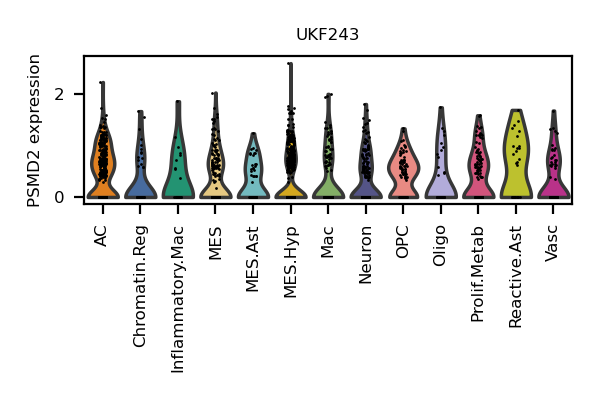 UKF243
PSMD2 expression
2
0
AC
Chromatin.Reg
Inflammatory.Mac
MES
MES.Ast
MES.Hyp
Mac
Neuron
OPC
Oligo
Prolif.Metab
Reactive.Ast
Vasc